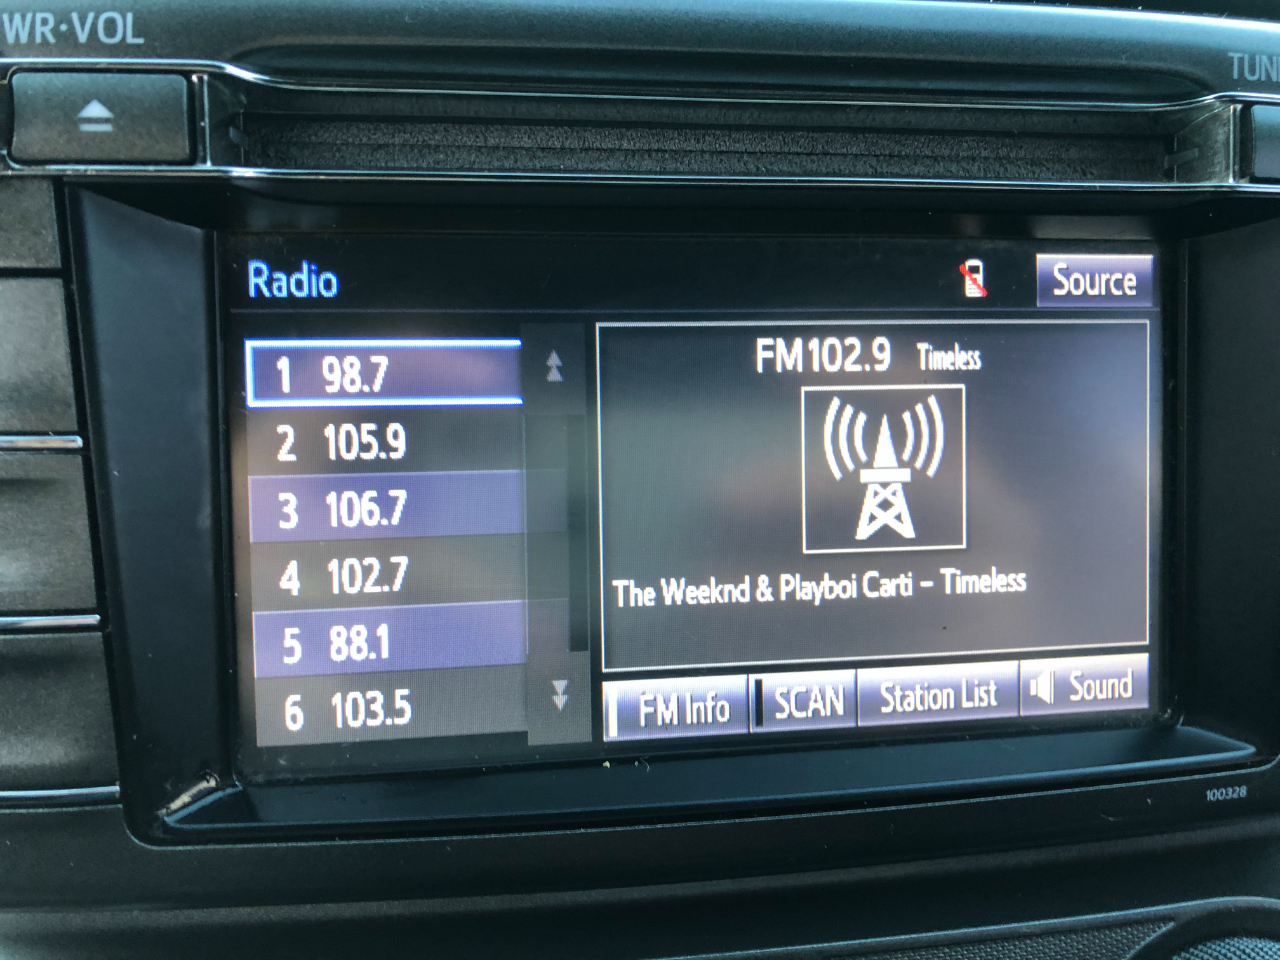 WR·VOL
TUN
Radio
Source
1 98.7
2 105.9
3 106.7
4 102.7
5 88.1
6 103.5
FM102.9 Timeless
The Weeknd & Playboi Carti – Timeless
FM Info
SCAN
Station List
Sound
100328